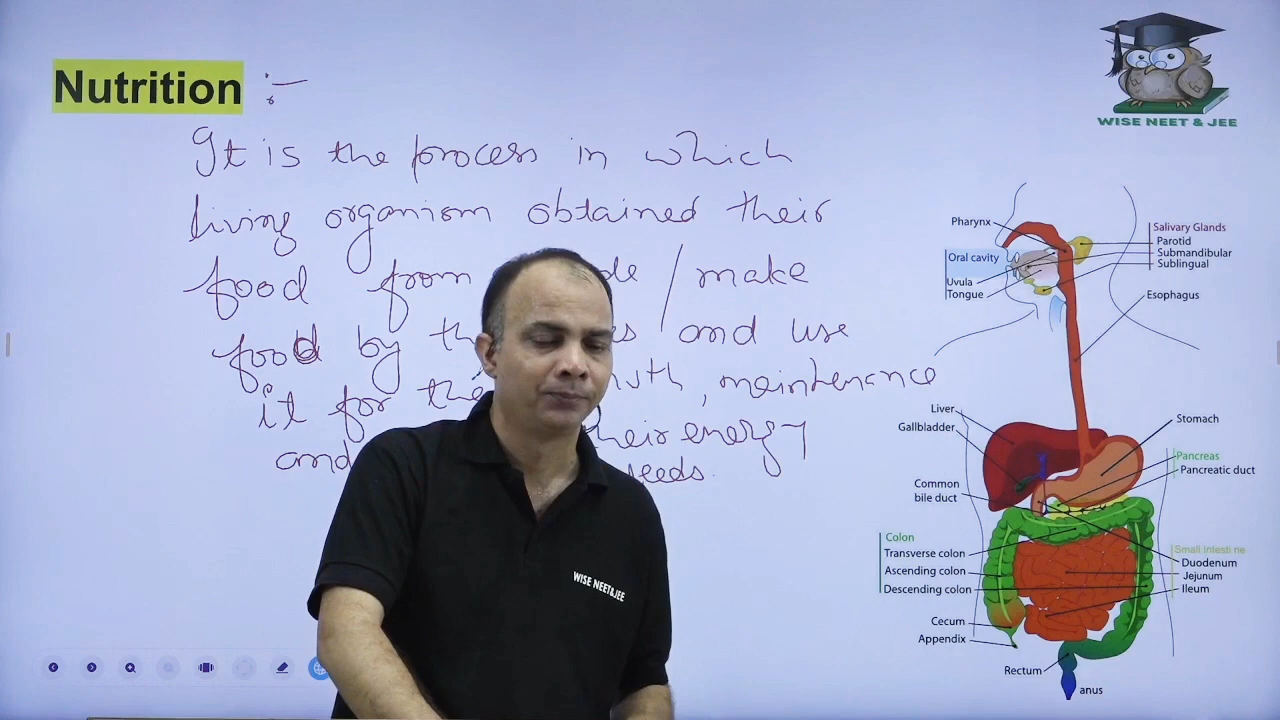 Nutrition :-
WISE NEET & JEE
It is the process in which
living organism obtained their
food from / make
food by and use
it for , maintenance
and their energy
needs.
Pharynx
Salivary Glands
Parotid
Submandibular
Sublingual
Oral cavity
Uvula
Tongue
Esophagus
Liver
Gallbladder
Stomach
Pancreas
Pancreatic duct
Common
bile duct
Colon
Transverse colon
Ascending colon
Descending colon
Small intesti ne
Duodenum
Jejunum
Ileum
Cecum
Appendix
Rectum
anus
WISE NEET&JEE